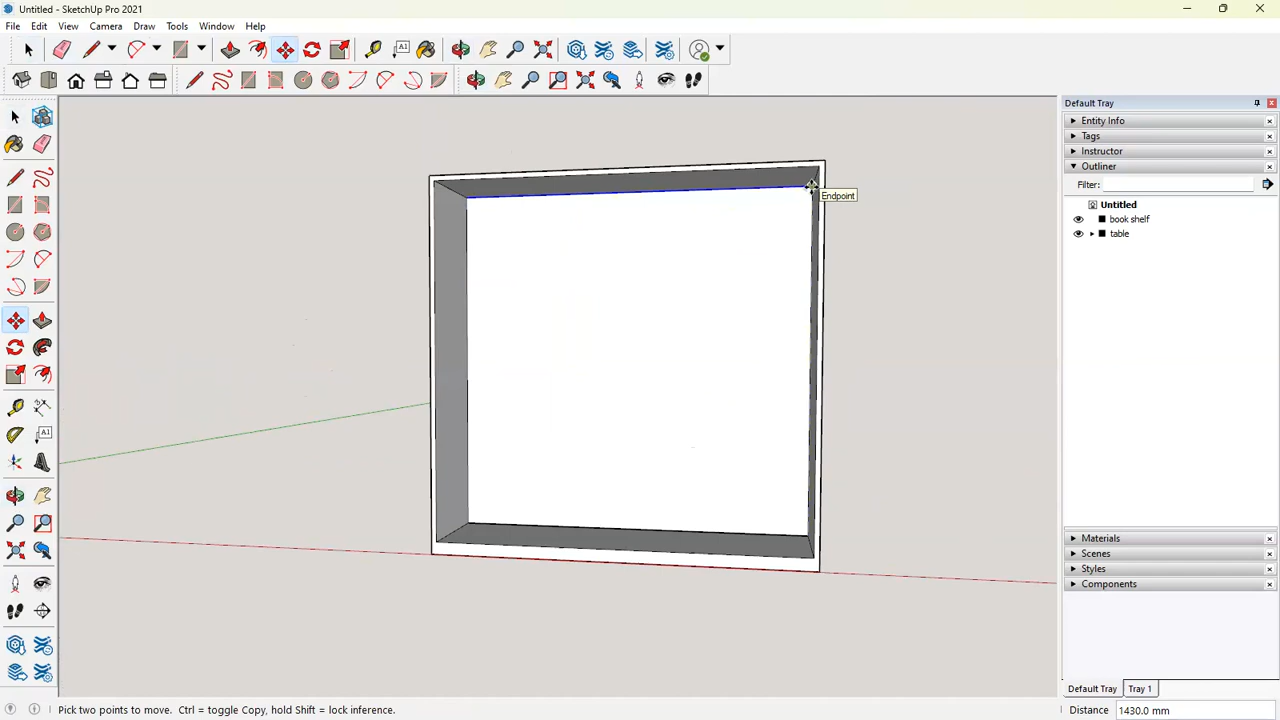 Untitled - SketchUp Pro 2021
File Edit View Camera Draw Tools Window Help
A1
Default Tray
Entity Info
Tags
Instructor
Outliner
Filter:
Untitled
book shelf
table
Endpoint
A1
Materials
Scenes
Styles
Components
Default Tray Tray 1
Pick two points to move. Ctrl = toggle Copy, hold Shift = lock inference.
Distance 1430.0 mm